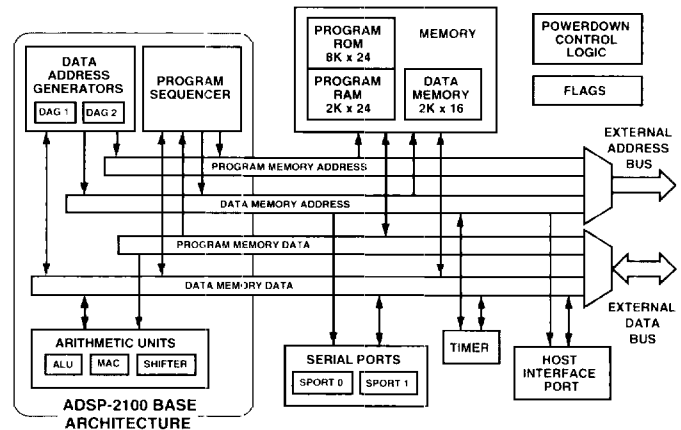 DATA
ADDRESS
GENERATORS
DAG 1
DAG 2
PROGRAM
SEQUENCER
PROGRAM
ROM
8K x 24
PROGRAM
RAM
2K x 24
MEMORY
DATA
MEMORY
2K x 16
POWERDOWN
CONTROL
LOGIC
FLAGS
EXTERNAL
ADDRESS
BUS
PROGRAM MEMORY ADDRESS
DATA MEMORY ADDRESS
PROGRAM MEMORY DATA
DATA MEMORY DATA
EXTERNAL
DATA
BUS
ARITHMETIC UNITS
ALU
MAC
SHIFTER
SERIAL PORTS
SPORT 0
SPORT 1
TIMER
HOST
INTERFACE
PORT
ADSP-2100 BASE
ARCHITECTURE